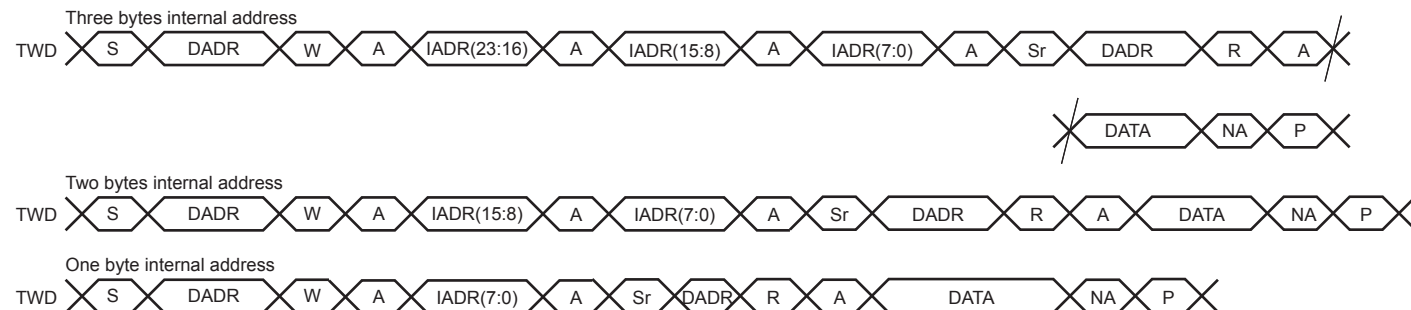 Three bytes internal address
TWD S DADR W A IADR(23:16) A IADR(15:8) A IADR(7:0) A Sr DADR R A
DATA NA P
Two bytes internal address
TWD S DADR W A IADR(15:8) A IADR(7:0) A Sr DADR R A DATA NA P
One byte internal address
TWD S DADR W A IADR(7:0) A Sr DADR R A DATA NA P